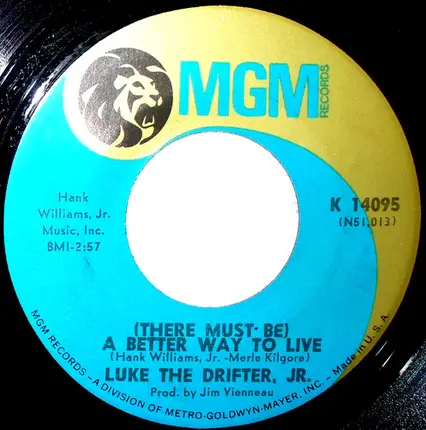 MGM
RECORDS
Hank
Williams, Jr.
Music, Inc.
BMI-2:57
K 14095
(N51,013)
(THERE MUST BE)
A BETTER WAY TO LIVE
(Hank Williams, Jr. -Merle Kilgore)
LUKE THE DRIFTER, JR.
Prod. by Jim Vienneau
MGM RECORDS - A DIVISION OF METRO-GOLDWYN-MAYER, INC. - Made in U. S. A